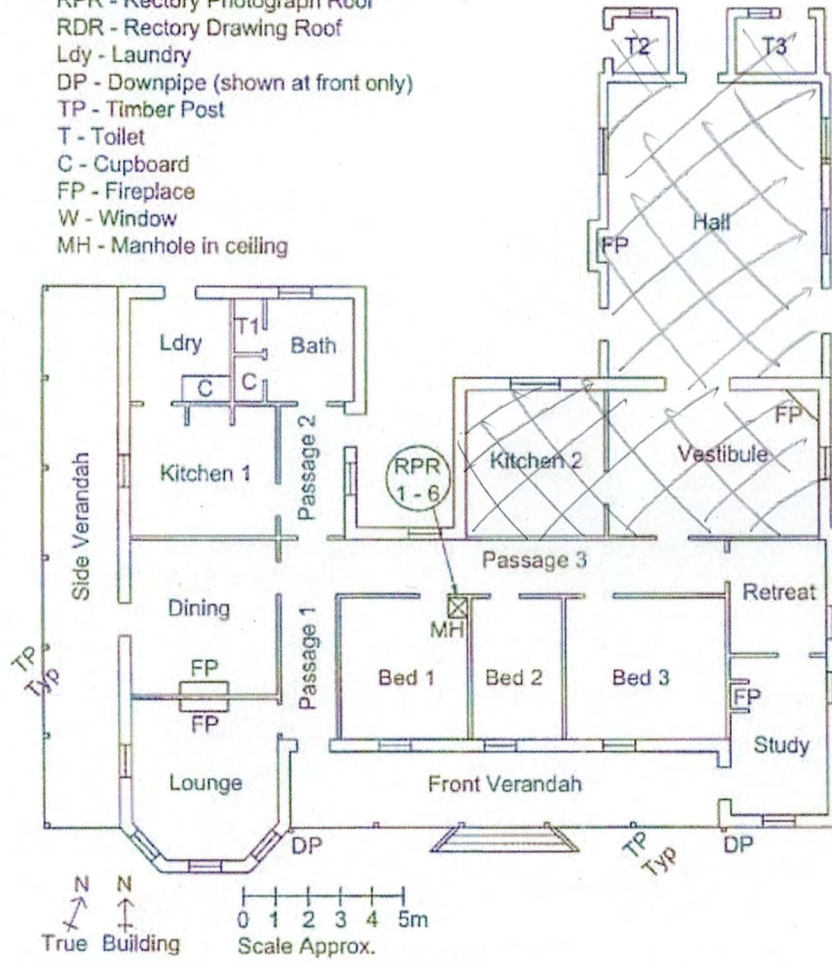 RPR - Rectory Photograph Roof
RDR - Rectory Drawing Roof
Ldy - Laundry
DP - Downpipe (shown at front only)
TP - Timber Post
T - Toilet
C - Cupboard
FP - Fireplace
W - Window
MH - Manhole in ceiling
T2
T3
Hall
FP
Ldry
T1
Bath
C
C
FP
Side Verandah
Kitchen 1
Passage 2
RPR
1 - 6
Kitchen 2
Vestibule
Passage 3
Dining
Passage 1
Retreat
MH
TP
Typ
FP
FP
Bed 1
Bed 2
Bed 3
FP
Study
Lounge
Front Verandah
DP
TP
Typ
DP
N
N
True
Building
0 1 2 3 4 5m
Scale Approx.